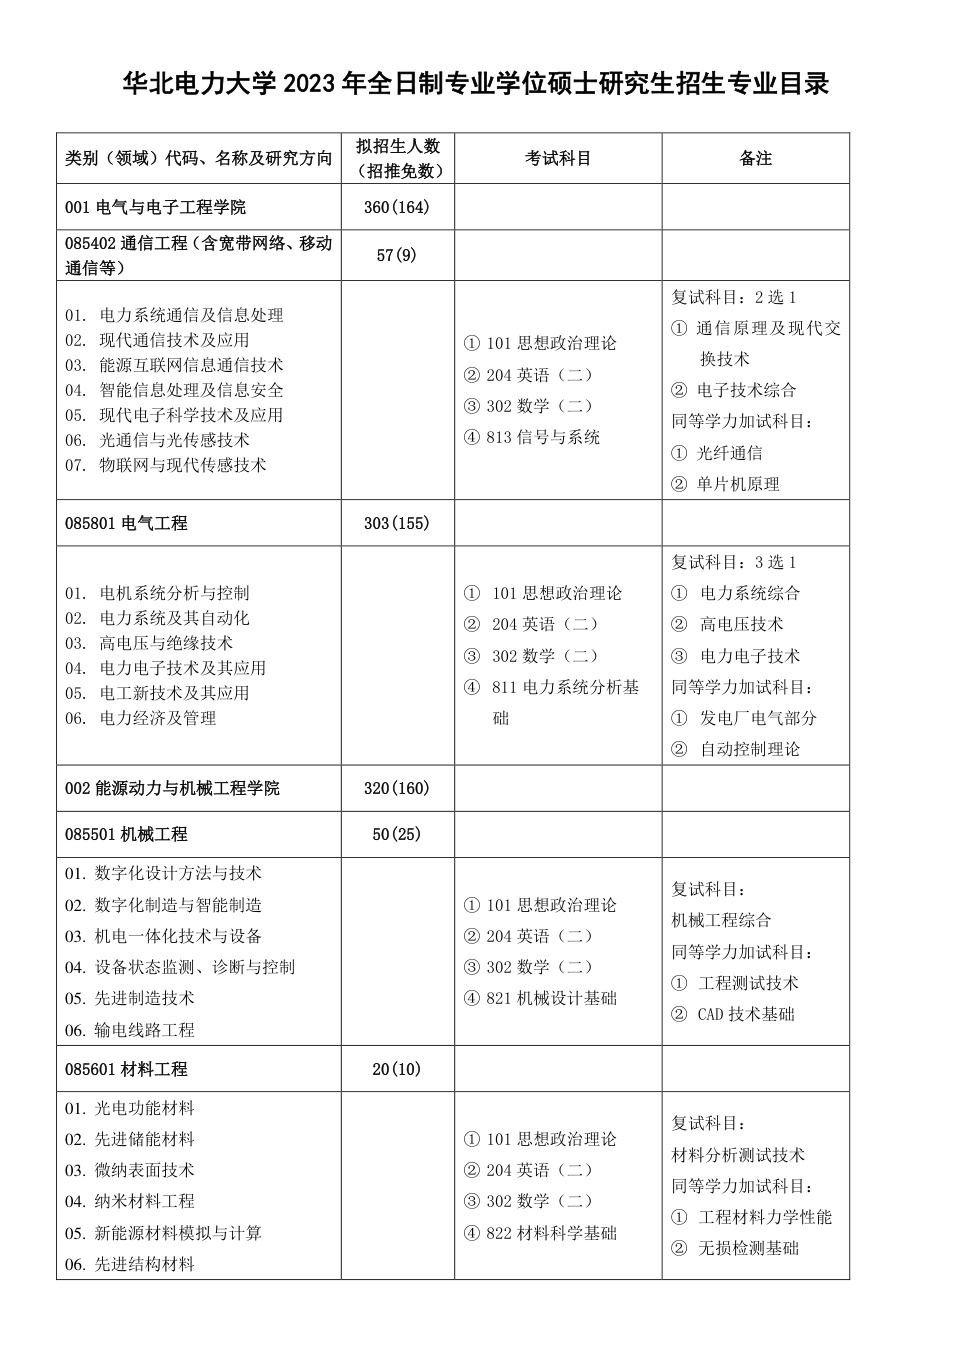 华北电力大学 2023 年全日制专业学位硕士研究生招生专业目录
类别（领域）代码、名称及研究方向
拟招生人数
（招推免数）
考试科目
备注
001 电气与电子工程学院
360(164)
085402 通信工程（含宽带网络、移动
通信等）
57(9)
01. 电力系统通信及信息处理
02. 现代通信技术及应用
03. 能源互联网信息通信技术
04. 智能信息处理及信息安全
05. 现代电子科学技术及应用
06. 光通信与光传感技术
07. 物联网与现代传感技术
① 101 思想政治理论
② 204 英语（二）
③ 302 数学（二）
④ 813 信号与系统
复试科目：2 选 1
① 通信原理及现代交
换技术
② 电子技术综合
同等学力加试科目：
① 光纤通信
② 单片机原理
085801 电气工程
303(155)
01. 电机系统分析与控制
02. 电力系统及其自动化
03. 高电压与绝缘技术
04. 电力电子技术及其应用
05. 电工新技术及其应用
06. 电力经济及管理
① 101 思想政治理论
② 204 英语（二）
③ 302 数学（二）
④ 811 电力系统分析基
础
复试科目：3 选 1
① 电力系统综合
② 高电压技术
③ 电力电子技术
同等学力加试科目：
① 发电厂电气部分
② 自动控制理论
002 能源动力与机械工程学院
320(160)
085501 机械工程
50(25)
01. 数字化设计方法与技术
02. 数字化制造与智能制造
03. 机电一体化技术与设备
04. 设备状态监测、诊断与控制
05. 先进制造技术
06. 输电线路工程
① 101 思想政治理论
② 204 英语（二）
③ 302 数学（二）
④ 821 机械设计基础
复试科目：
机械工程综合
同等学力加试科目：
① 工程测试技术
② CAD 技术基础
085601 材料工程
20(10)
01. 光电功能材料
02. 先进储能材料
03. 微纳表面技术
04. 纳米材料工程
05. 新能源材料模拟与计算
06. 先进结构材料
① 101 思想政治理论
② 204 英语（二）
③ 302 数学（二）
④ 822 材料科学基础
复试科目：
材料分析测试技术
同等学力加试科目：
① 工程材料力学性能
② 无损检测基础